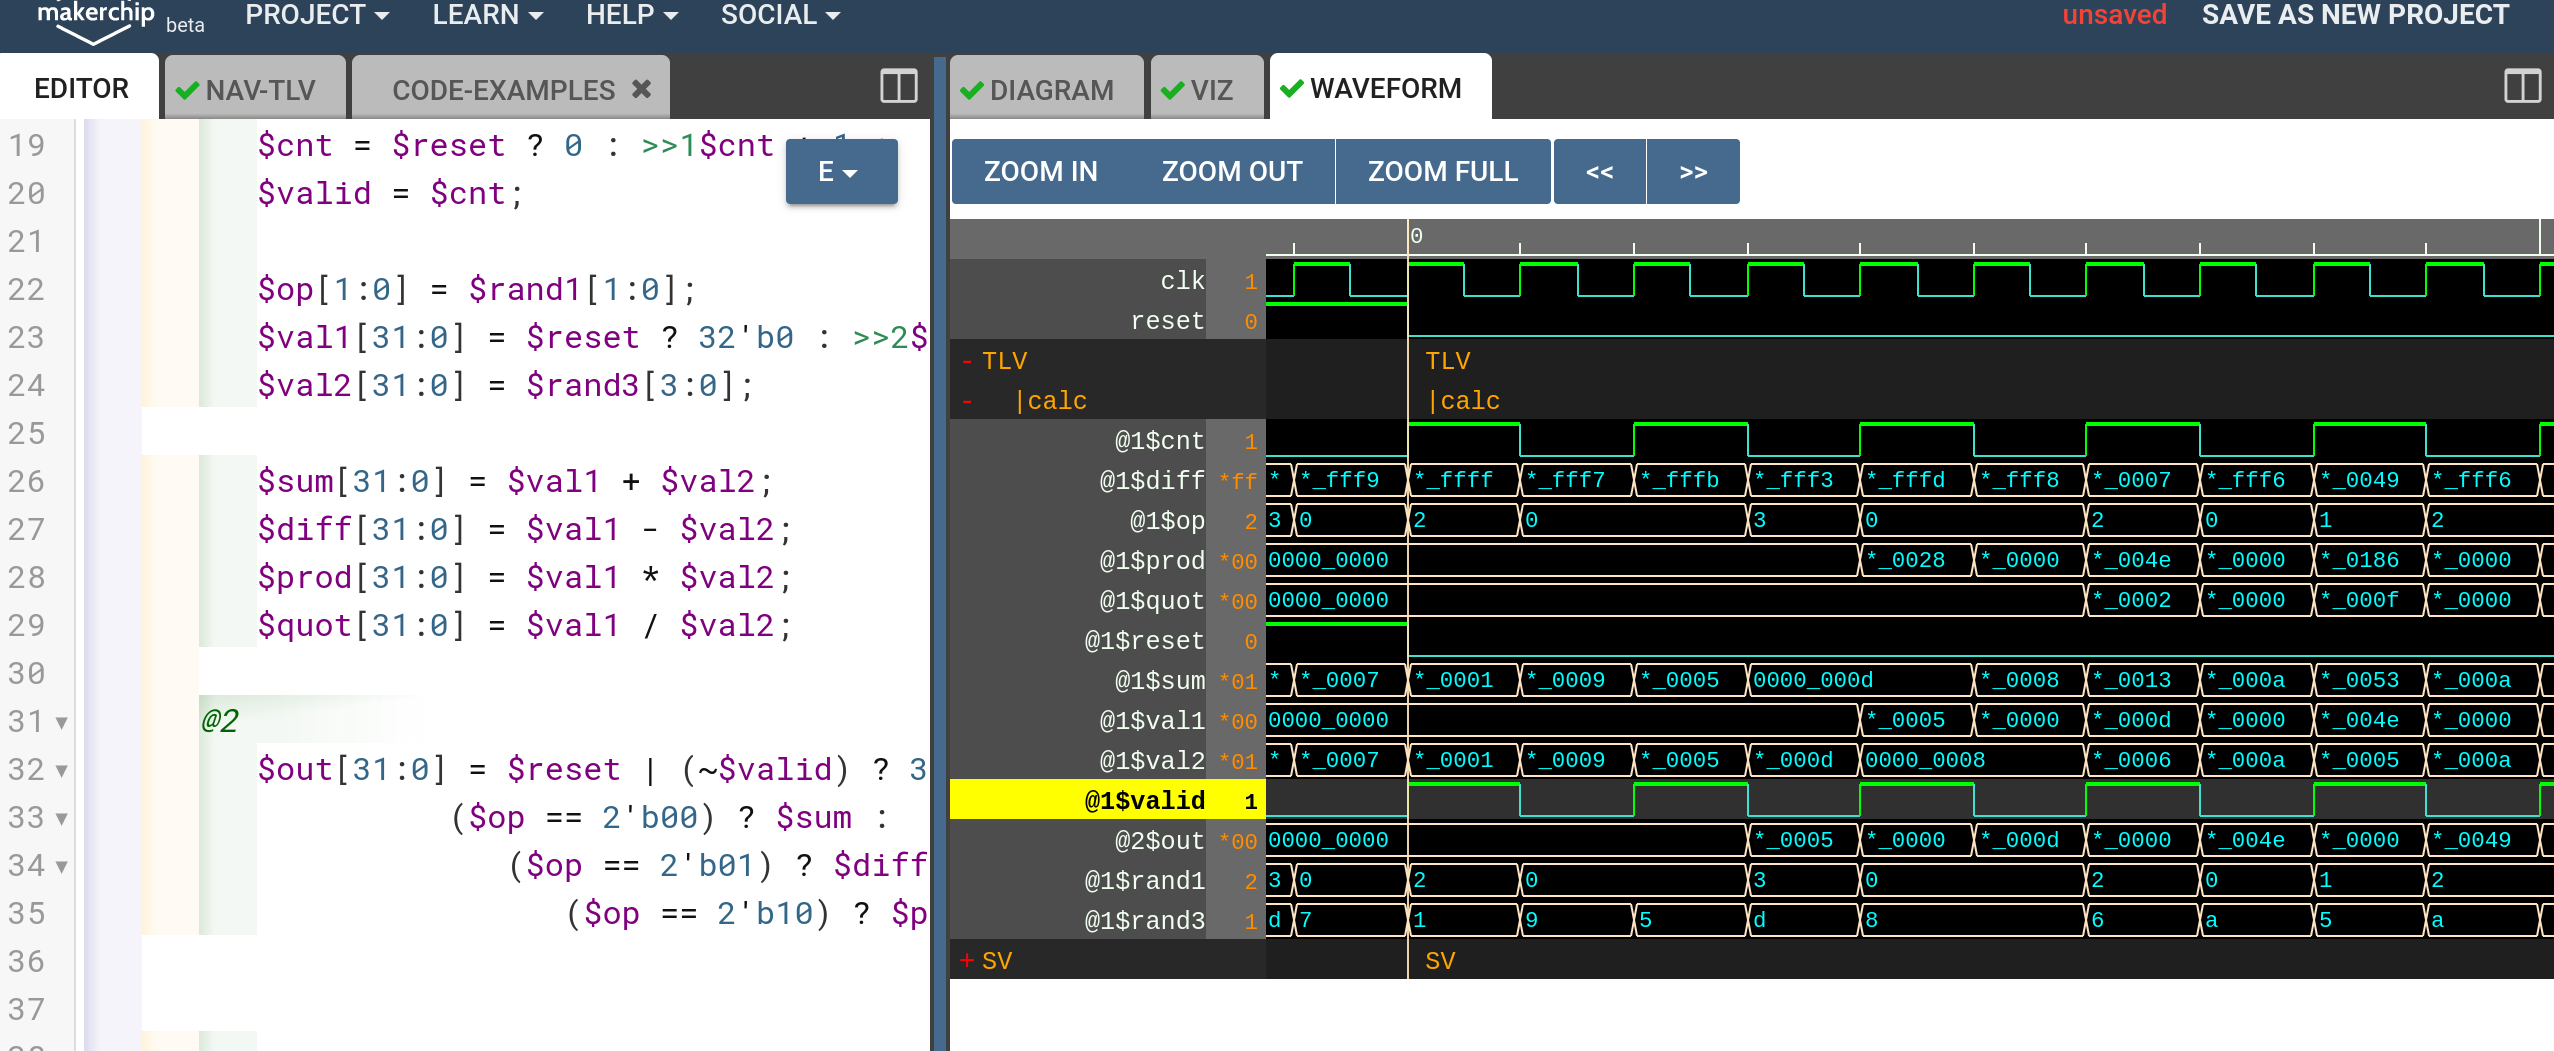 makerchip beta PROJECT LEARN HELP SOCIAL unsaved SAVE AS NEW PROJECT
EDITOR NAV-TLV CODE-EXAMPLES DIAGRAM VIZ WAVEFORM
E
ZOOM IN ZOOM OUT ZOOM FULL << >>
19 $cnt = $reset ? 0 : >>1$cnt
20 $valid = $cnt;
21
22 $op[1:0] = $rand1[1:0];
23 $val1[31:0] = $reset ? 32'b0 : >>2$
24 $val2[31:0] = $rand3[3:0];
25
26 $sum[31:0] = $val1 + $val2;
27 $diff[31:0] = $val1 - $val2;
28 $prod[31:0] = $val1 * $val2;
29 $quot[31:0] = $val1 / $val2;
30
31 @2
32 $out[31:0] = $reset | (~$valid) ? 3
33 ($op == 2'b00) ? $sum :
34 ($op == 2'b01) ? $diff
35 ($op == 2'b10) ? $p
36
37
0
clk 1
reset 0
- TLV TLV
- |calc |calc
@1$cnt 1
@1$diff *ff * *_fff9 *_ffff *_fff7 *_fffb *_fff3 *_fffd *_fff8 *_0007 *_fff6 *_0049 *_fff6
@1$op 2 3 0 2 0 3 0 2 0 1 2
@1$prod *00 0000_0000 *_0028 *_0000 *_004e *_0000 *_0186 *_0000
@1$quot *00 0000_0000 *_0002 *_0000 *_000f *_0000
@1$reset 0
@1$sum *01 * *_0007 *_0001 *_0009 *_0005 0000_000d *_0008 *_0013 *_000a *_0053 *_000a
@1$val1 *00 0000_0000 *_0005 *_0000 *_000d *_0000 *_004e *_0000
@1$val2 *01 * *_0007 *_0001 *_0009 *_0005 *_000d 0000_0008 *_0006 *_000a *_0005 *_000a
@1$valid 1
@2$out *00 0000_0000 *_0005 *_0000 *_000d *_0000 *_004e *_0000 *_0049
@1$rand1 2 3 0 2 0 3 0 2 0 1 2
@1$rand3 1 d 7 1 9 5 d 8 6 a 5 a
+ SV SV